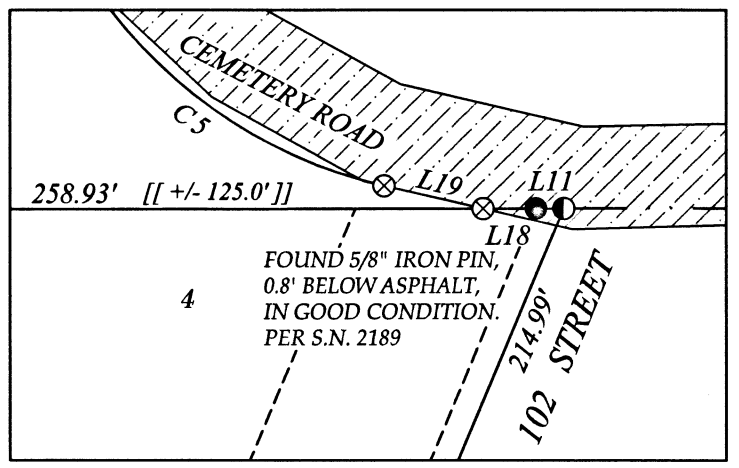 CEMETERY ROAD
C5
L19
L11
258.93' [[ +/- 125.0' ]]
L18
FOUND 5/8" IRON PIN,
0.8' BELOW ASPHALT,
IN GOOD CONDITION.
PER S.N. 2189
4
214.99'
102 STREET